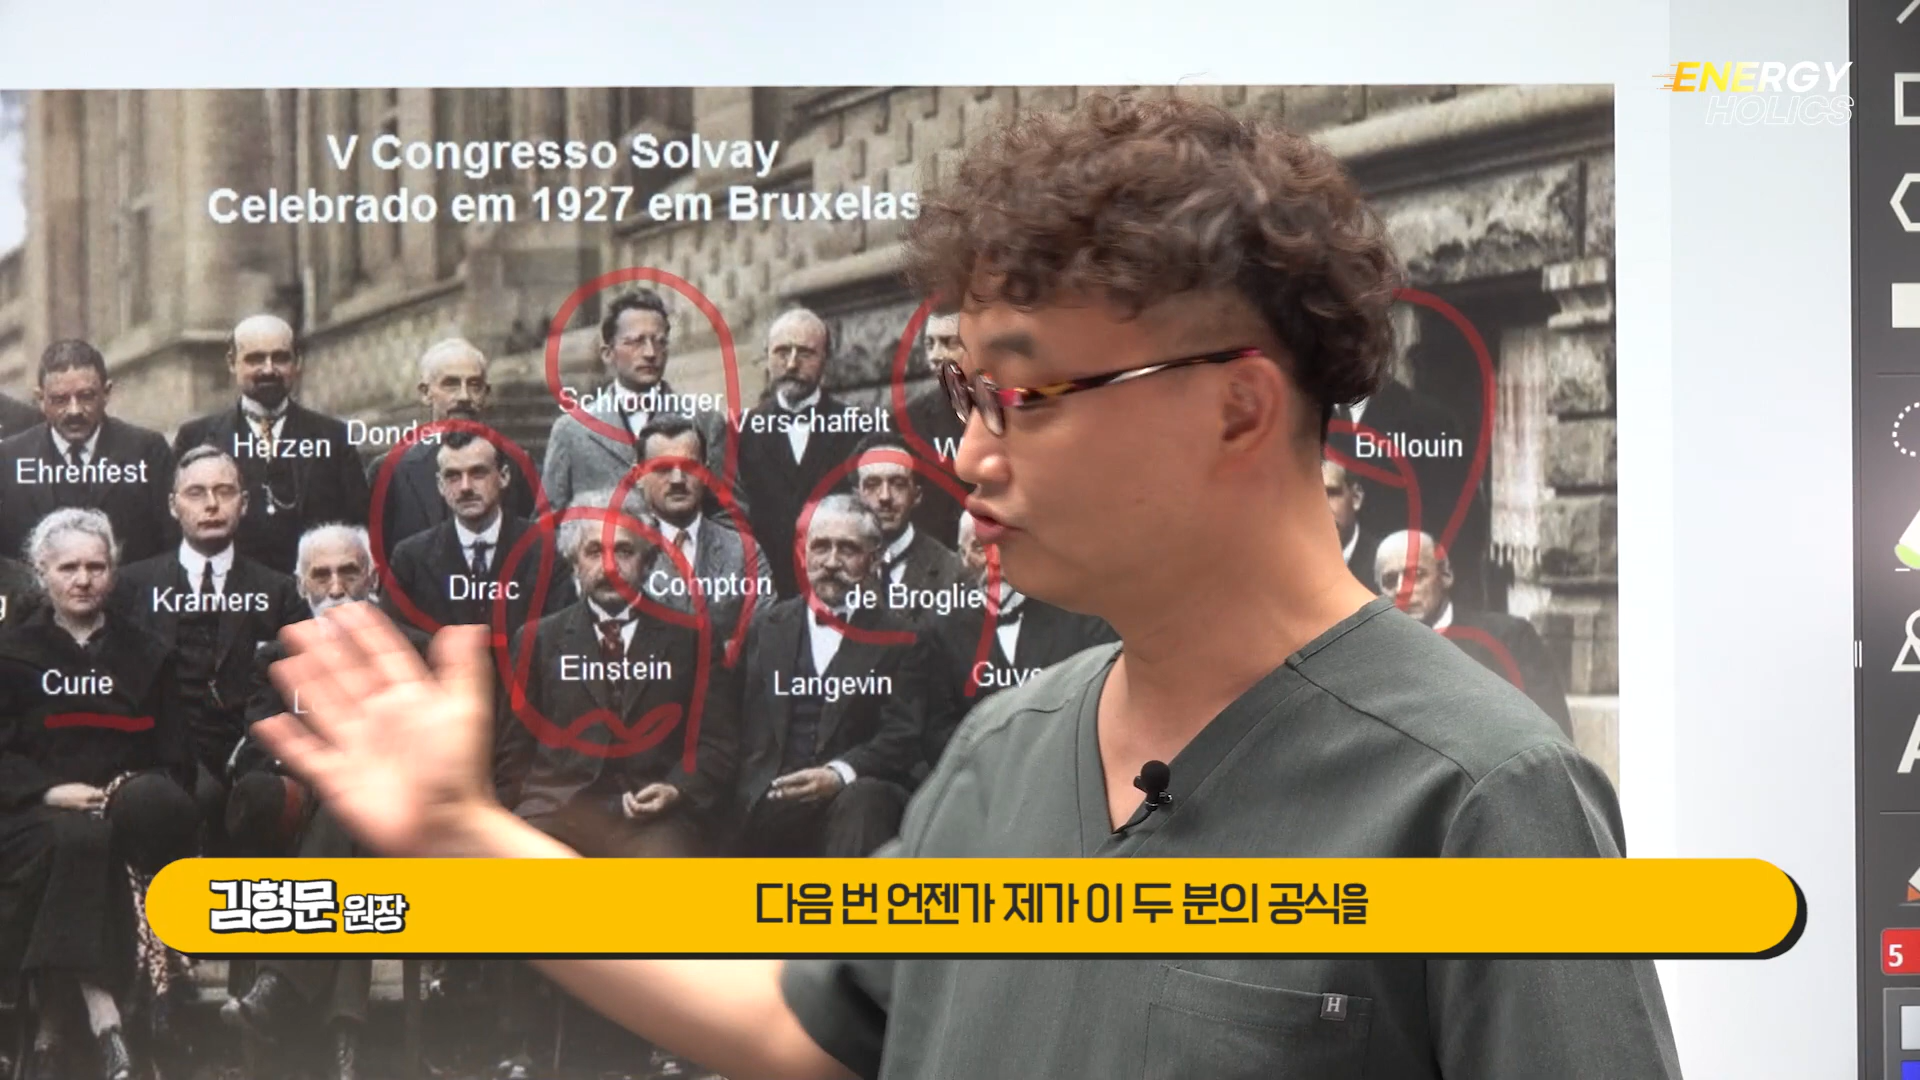 ENERGY
HOLICS
V Congresso Solvay
Celebrado em 1927 em Bruxelas
Schrodinger
Verschaffelt
Donder
Herzen
Brillouin
Ehrenfest
Dirac
Compton
de Broglie
Kramers
Einstein
Curie
Langevin
5
H
김형문 원장
다음 번 언젠가 제가 이 두 분의 공식을